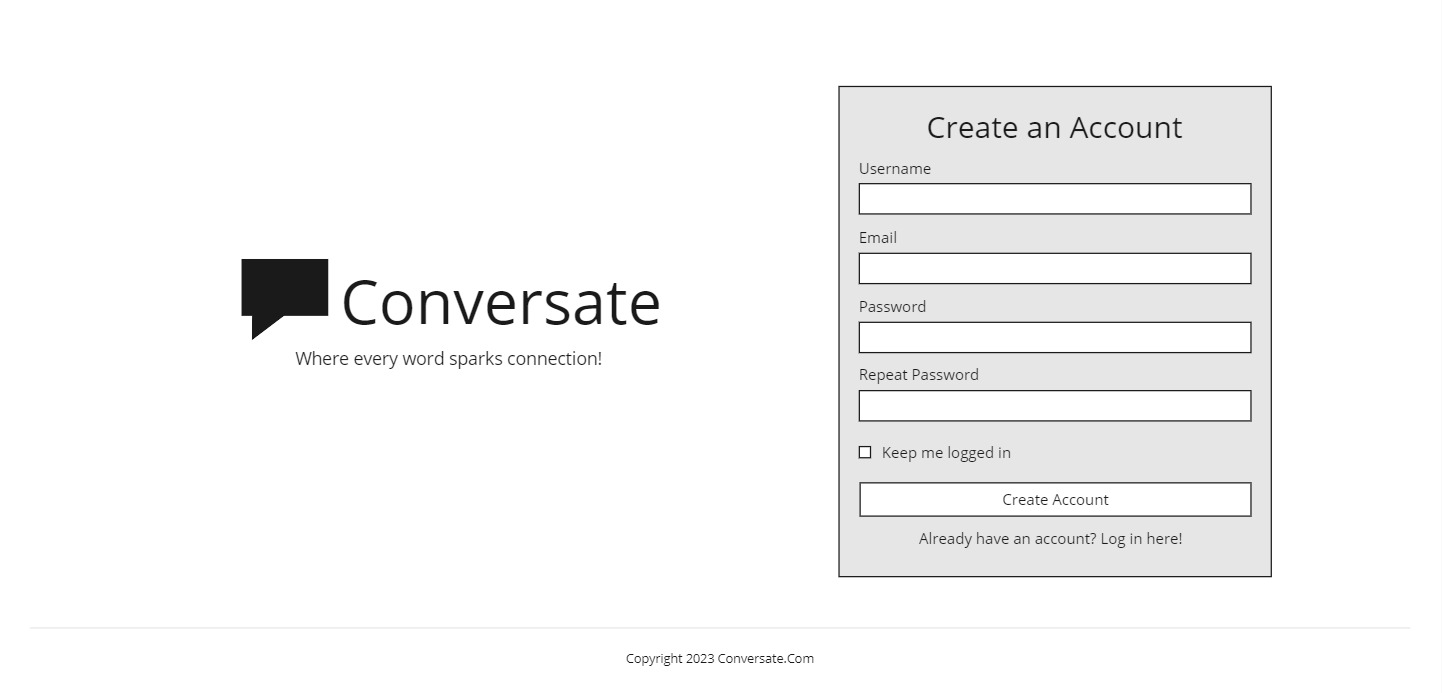 Conversate
Where every word sparks connection!
Create an Account
Username
Email
Password
Repeat Password
Keep me logged in
Create Account
Already have an account? Log in here!
Copyright 2023 Conversate.Com